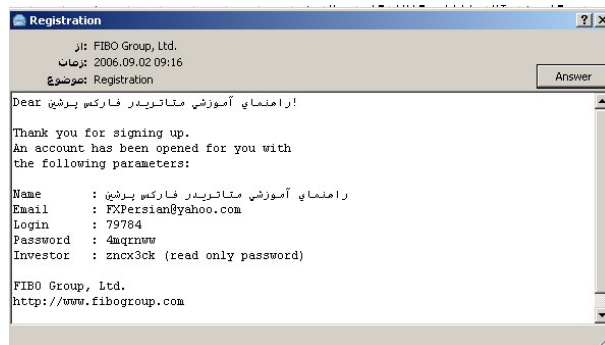 Registration
از: FIBO Group, Ltd.
زمان: 2006.09.02 09:16
موضوع: Registration
Answer
Dear راهنماي آموزشي متاتريدر فارکس پرشين!
Thank you for signing up.
An account has been opened for you with
the following parameters:
Name : راهنماي آموزشي متاتريدر فارکس پرشين
Email : FXPersian@yahoo.com
Login : 79784
Password : 4mqrnww
Investor : zncx3ck (read only password)
FIBO Group, Ltd.
http://www.fibogroup.com